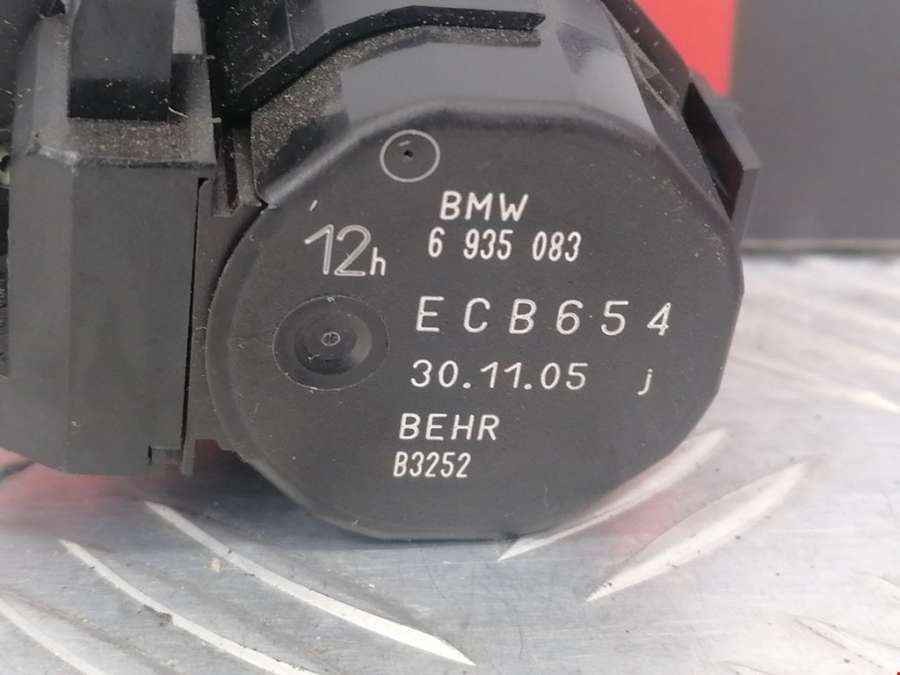 BMW
6 935 083
12h
ECB654
30.11.05 j
BEHR
B3252